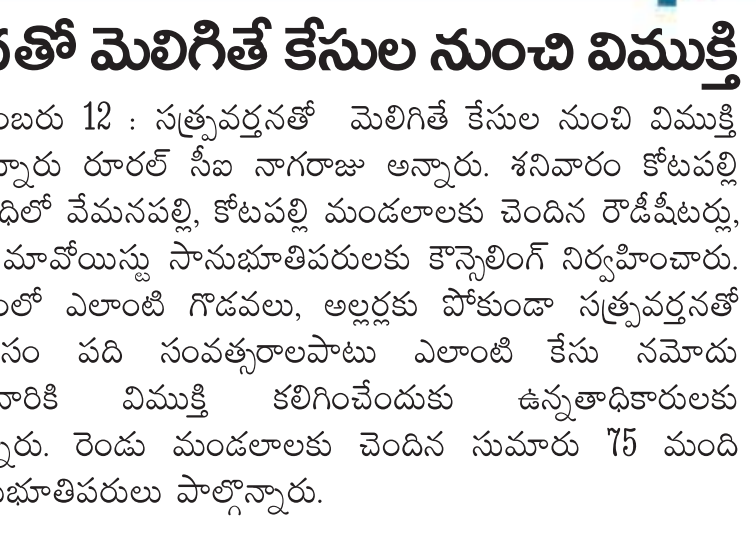 మెలిగితే కేసుల నుంచి విముక్తి
12 : సత్ప్రవర్తనతో మెలిగితే కేసుల నుంచి విముక్తి
రూరల్ సీఐ నాగరాజు అన్నారు. శనివారం కోటపల్లి
వేమనపల్లి, కోటపల్లి మండలాలకు చెందిన రౌడీషీటర్లు,
మావోయిస్టు సానుభూతిపరులకు కౌన్సెలింగ్ నిర్వహించారు.
ఎలాంటి గొడవలు, అల్లర్లకు పోకుండా సత్ప్రవర్తనతో
పది సంవత్సరాలపాటు ఎలాంటి కేసు నమోదు
విముక్తి కలిగించేందుకు ఉన్నతాధికారులకు
రెండు మండలాలకు చెందిన సుమారు 75 మంది
పాల్గొన్నారు.